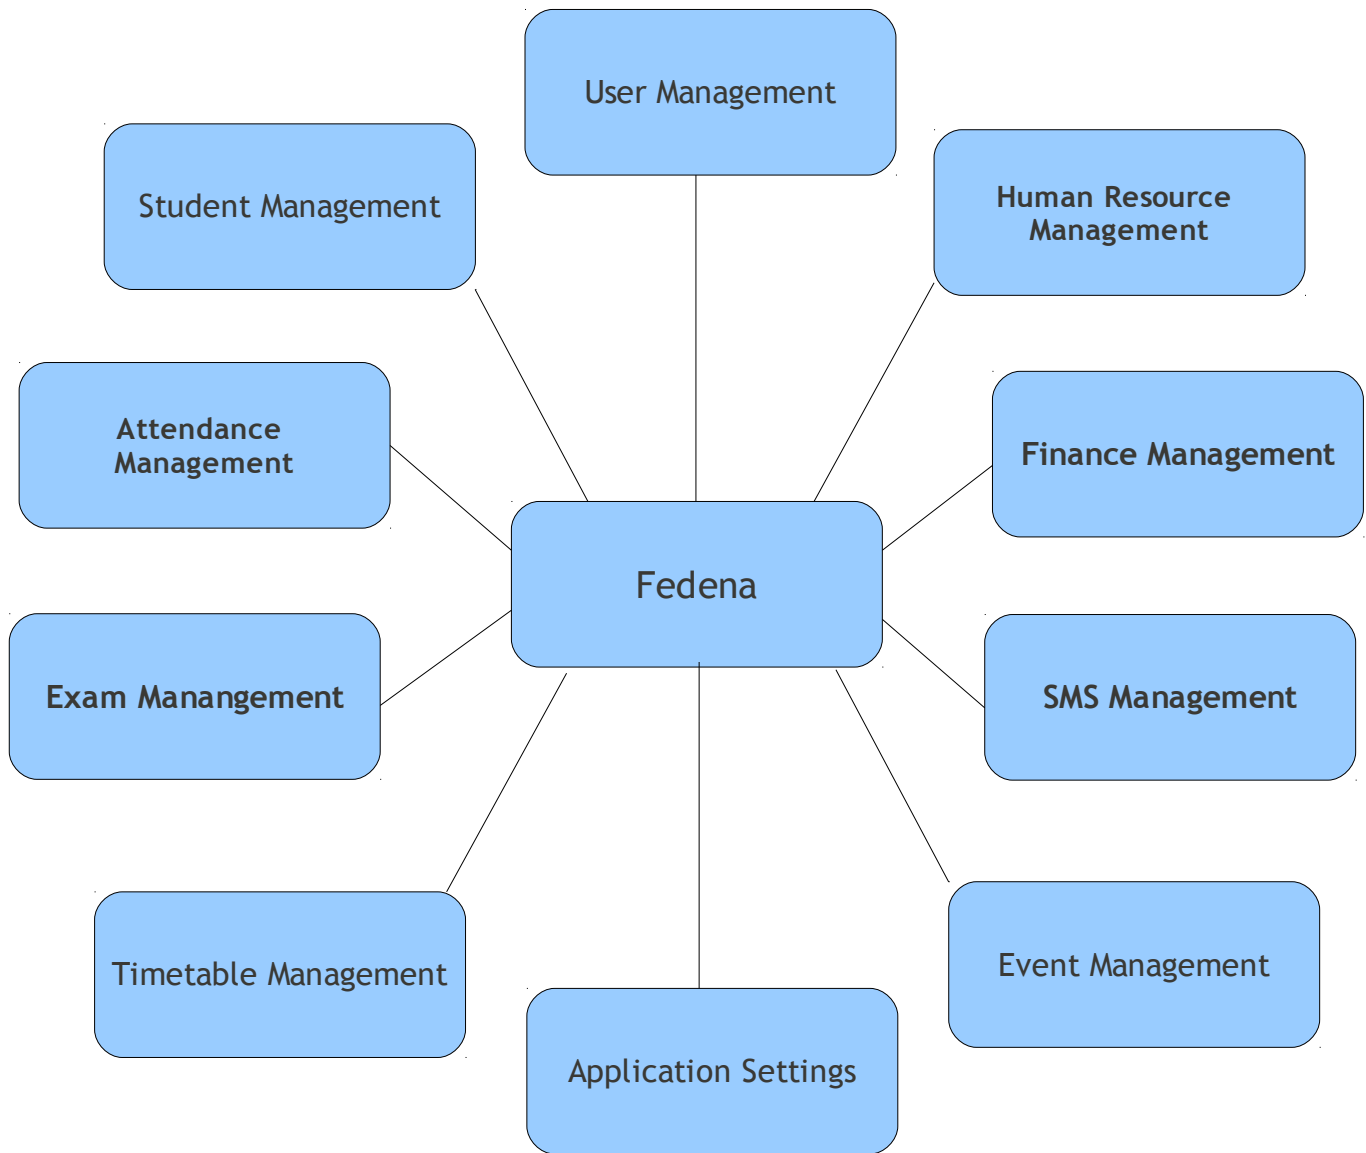 User Management
Student Management
Human Resource
Management
Attendance
Management
Finance Management
Fedena
Exam Manangement
SMS Management
Timetable Management
Event Management
Application Settings